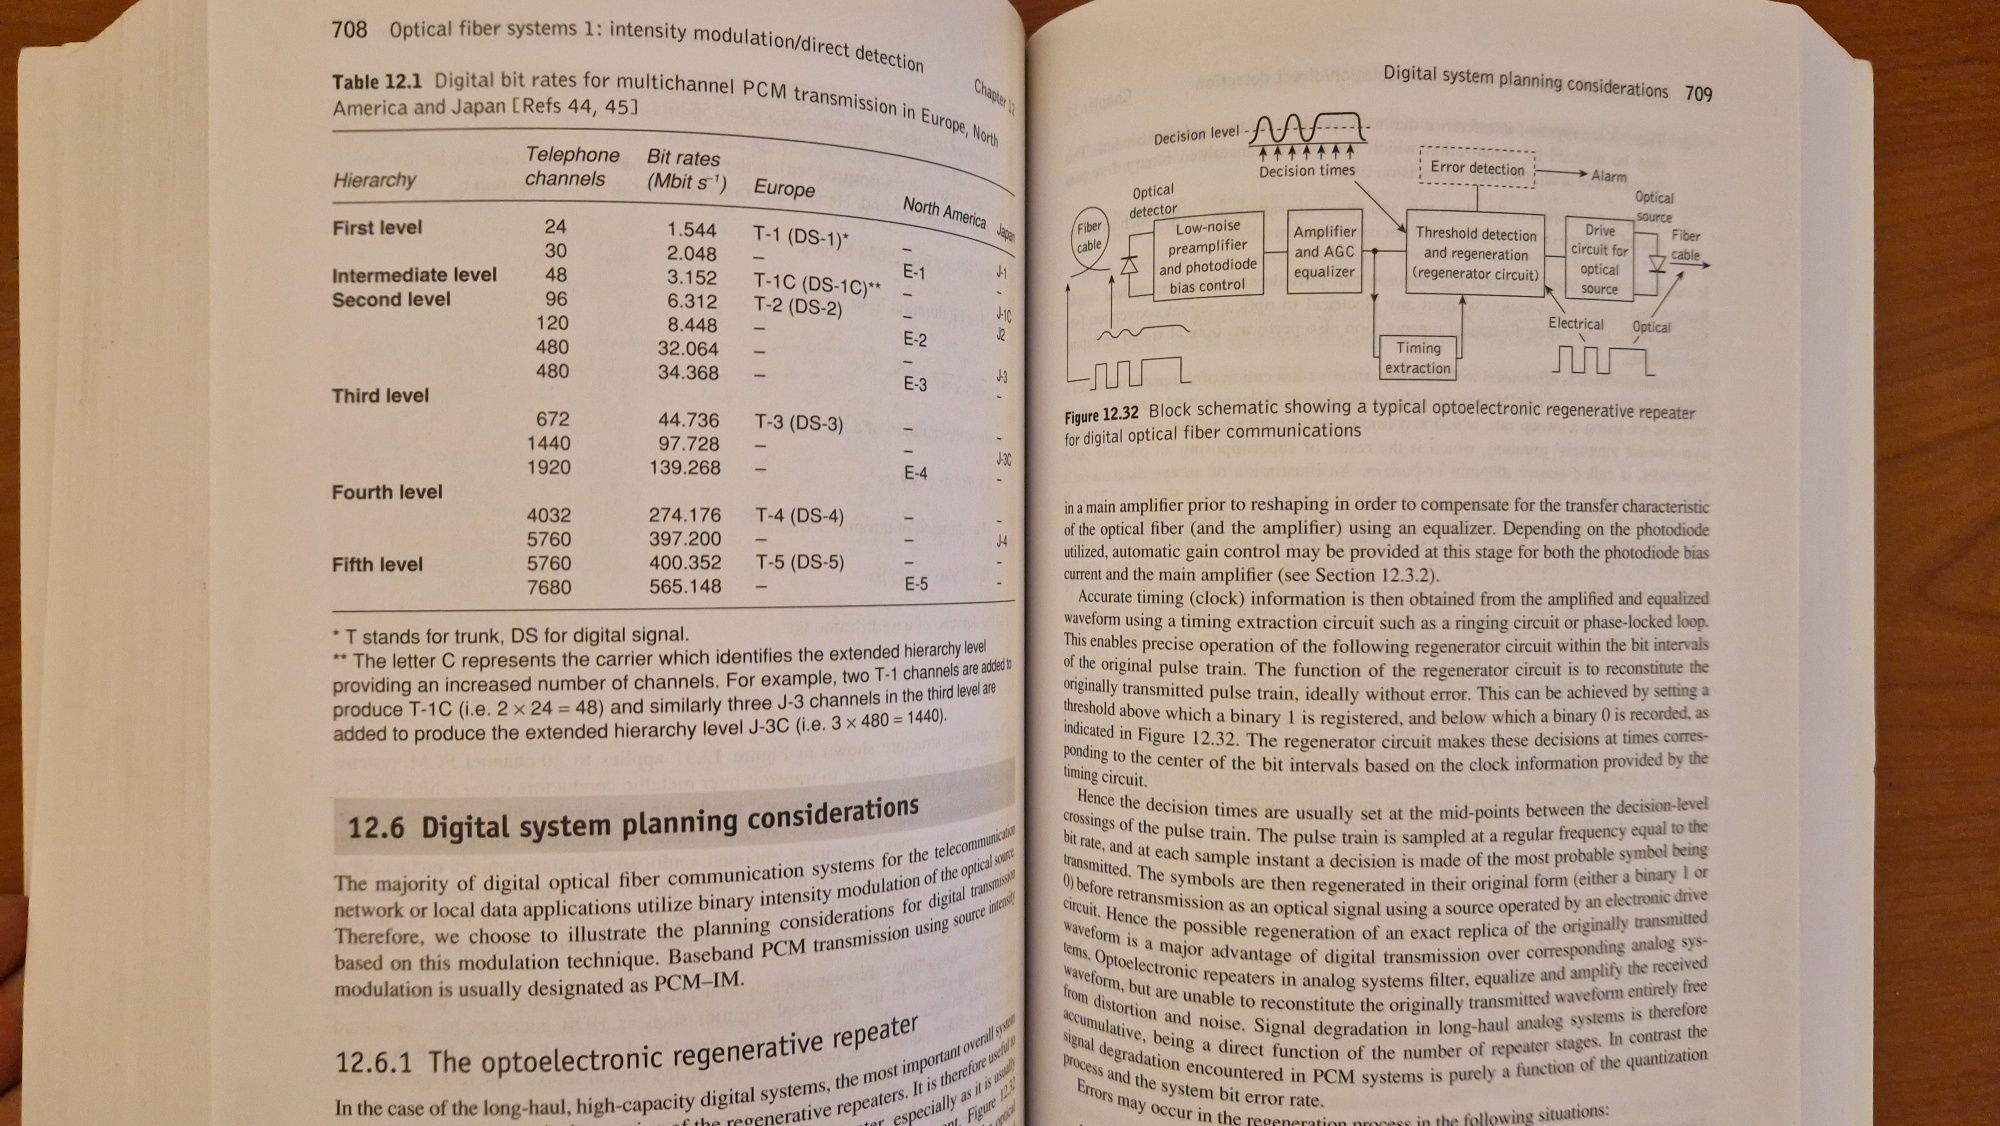 708 Optical fiber systems 1: intensity modulation/direct detection
Chapter 12
Table 12.1 Digital bit rates for multichannel PCM transmission in Europe, North
America and Japan [Refs 44, 45]
Hierarchy Telephone channels Bit rates (Mbit s⁻¹) Europe North America Japan
First level 24 1.544 T-1 (DS-1)* – J-1
30 2.048 – E-1 -
Intermediate level 48 3.152 T-1C (DS-1C)** – J-1C
Second level 96 6.312 T-2 (DS-2) – J2
120 8.448 – E-2
480 32.064 – – J-3
480 34.368 – E-3 -
Third level
672 44.736 T-3 (DS-3) – -
1440 97.728 – – J-3C
1920 139.268 – E-4 -
Fourth level
4032 274.176 T-4 (DS-4) – -
5760 397.200 – – J-4
Fifth level 5760 400.352 T-5 (DS-5) – -
7680 565.148 – E-5 -
* T stands for trunk, DS for digital signal.
** The letter C represents the carrier which identifies the extended hierarchy level
providing an increased number of channels. For example, two T-1 channels are added to
produce T-1C (i.e. 2 × 24 = 48) and similarly three J-3 channels in the third level are
added to produce the extended hierarchy level J-3C (i.e. 3 × 480 = 1440).
12.6 Digital system planning considerations
The majority of digital optical fiber communication systems for the telecommunication
network or local data applications utilize binary intensity modulation of the optical source.
Therefore, we choose to illustrate the planning considerations for digital transmission
based on this modulation technique. Baseband PCM transmission using source intensity
modulation is usually designated as PCM–IM.
12.6.1 The optoelectronic regenerative repeater
In the case of the long-haul, high-capacity digital systems, the most important overall system
of the regenerative repeaters. It is therefore useful to
especially as it is usually
Figure 12.32
optical
Digital system planning considerations 709
Decision level
Decision times
Error detection
Alarm
Optical
detector
Optical
source
Fiber
cable
Low-noise
preamplifier
and photodiode
bias control
Amplifier
and AGC
equalizer
Threshold detection
and regeneration
(regenerator circuit)
Drive
circuit for
optical
source
Fiber
cable
Electrical
Optical
Timing
extraction
Figure 12.32 Block schematic showing a typical optoelectronic regenerative repeater
for digital optical fiber communications
in a main amplifier prior to reshaping in order to compensate for the transfer characteristic
of the optical fiber (and the amplifier) using an equalizer. Depending on the photodiode
utilized, automatic gain control may be provided at this stage for both the photodiode bias
current and the main amplifier (see Section 12.3.2).
Accurate timing (clock) information is then obtained from the amplified and equalized
waveform using a timing extraction circuit such as a ringing circuit or phase-locked loop.
This enables precise operation of the following regenerator circuit within the bit intervals
of the original pulse train. The function of the regenerator circuit is to reconstitute the
originally transmitted pulse train, ideally without error. This can be achieved by setting a
threshold above which a binary 1 is registered, and below which a binary 0 is recorded, as
indicated in Figure 12.32. The regenerator circuit makes these decisions at times corres-
ponding to the center of the bit intervals based on the clock information provided by the
timing circuit.
Hence the decision times are usually set at the mid-points between the decision-level
crossings of the pulse train. The pulse train is sampled at a regular frequency equal to the
bit rate, and at each sample instant a decision is made of the most probable symbol being
transmitted. The symbols are then regenerated in their original form (either a binary 1 or
0) before retransmission as an optical signal using a source operated by an electronic drive
circuit. Hence the possible regeneration of an exact replica of the originally transmitted
waveform is a major advantage of digital transmission over corresponding analog sys-
tems. Optoelectronic repeaters in analog systems filter, equalize and amplify the received
waveform, but are unable to reconstitute the originally transmitted waveform entirely free
from distortion and noise. Signal degradation in long-haul analog systems is therefore
accumulative, being a direct function of the number of repeater stages. In contrast the
signal degradation encountered in PCM systems is purely a function of the quantization
process and the system bit error rate.
Errors may occur in the regeneration process in the following situations: